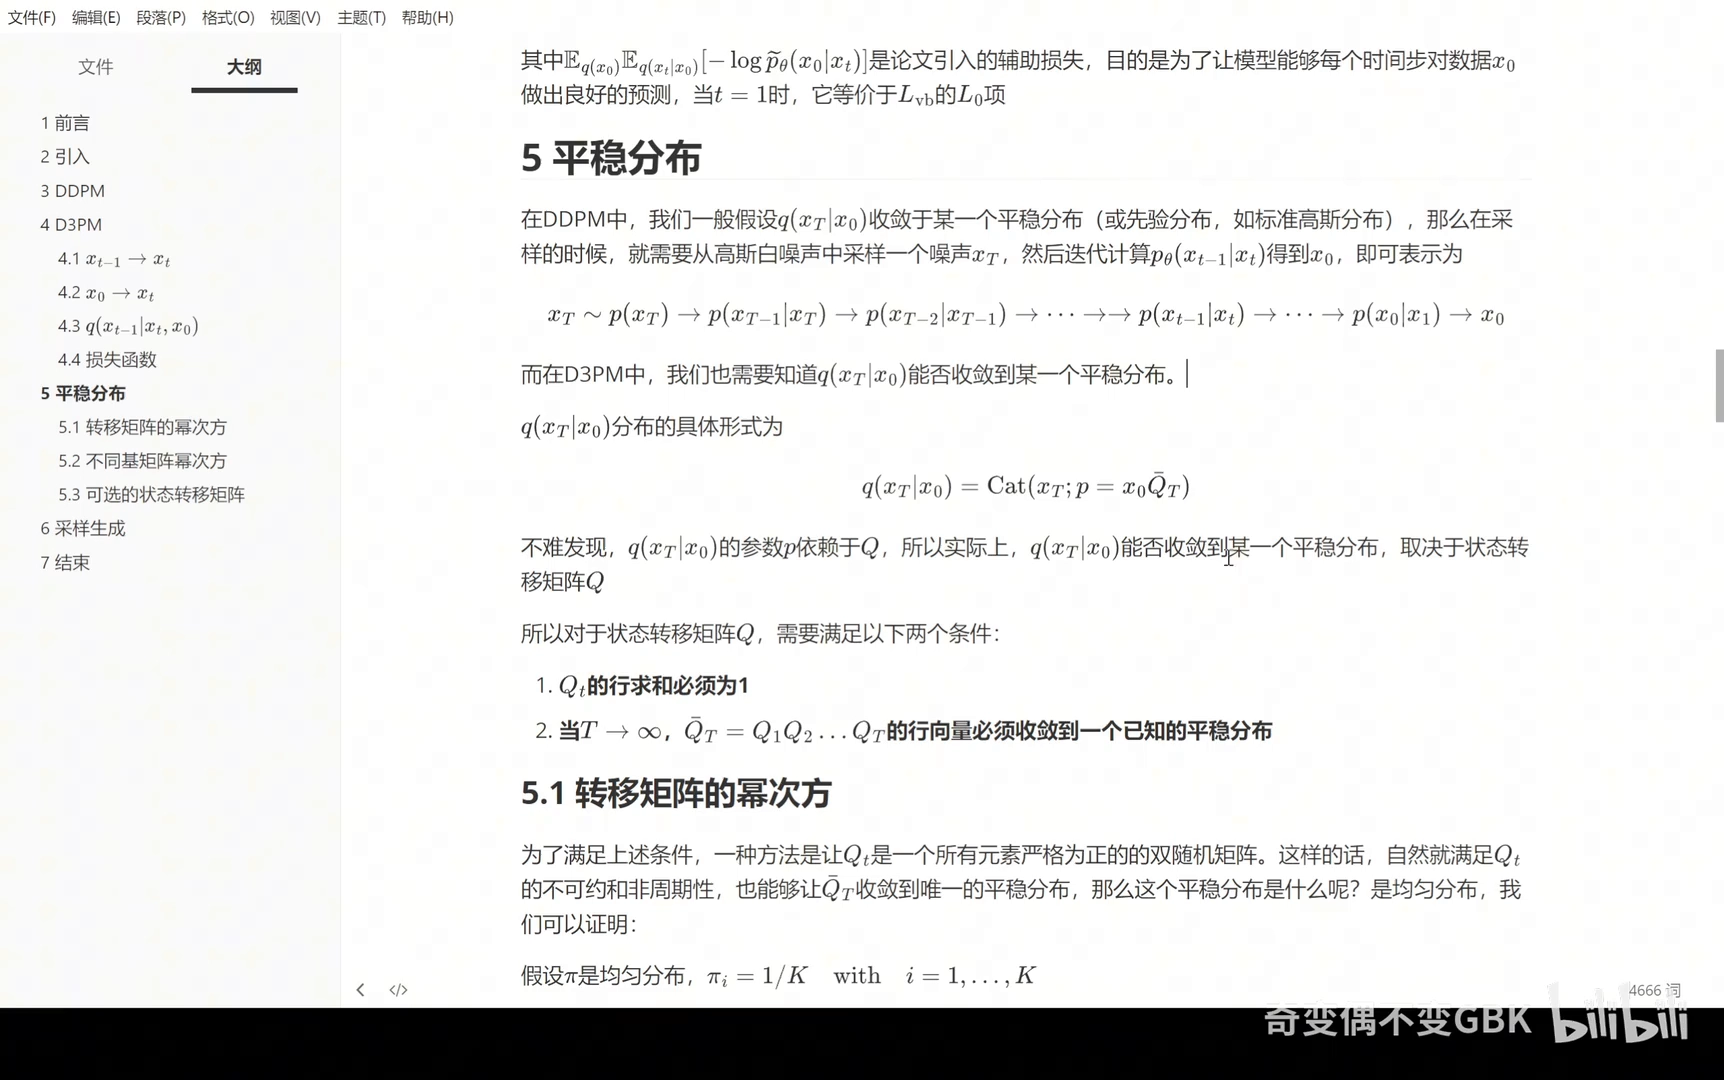 文件(F) 编辑(E) 段落(P) 格式(O) 视图(V) 主题(T) 帮助(H)
文件 大纲
1 前言
2 引入
3 DDPM
4 D3PM
4.1 x_{t−1} → x_t
4.2 x_0 → x_t
4.3 q(x_{t−1}|x_t, x_0)
4.4 损失函数
5 平稳分布
5.1 转移矩阵的幂次方
5.2 不同基矩阵幂次方
5.3 可选的状态转移矩阵
6 采样生成
7 结束
其中𝔼_{q(x_0)}𝔼_{q(x_t|x_0)}[− log p̃_θ(x_0|x_t)]是论文引入的辅助损失，目的是为了让模型能够每个时间步对数据x_0
做出良好的预测，当t = 1时，它等价于L_{vb}的L_0项
5 平稳分布
在DDPM中，我们一般假设q(x_T|x_0)收敛于某一个平稳分布（或先验分布，如标准高斯分布），那么在采
样的时候，就需要从高斯白噪声中采样一个噪声x_T，然后迭代计算p_θ(x_{t−1}|x_t)得到x_0，即可表示为
x_T ∼ p(x_T) → p(x_{T−1}|x_T) → p(x_{T−2}|x_{T−1}) → ⋯ →→ p(x_{t−1}|x_t) → ⋯ → p(x_0|x_1) → x_0
而在D3PM中，我们也需要知道q(x_T|x_0)能否收敛到某一个平稳分布。
q(x_T|x_0)分布的具体形式为
q(x_T|x_0) = Cat(x_T; p = x_0Q̄_T)
不难发现，q(x_T|x_0)的参数p依赖于Q，所以实际上，q(x_T|x_0)能否收敛到某一个平稳分布，取决于状态转
移矩阵Q
所以对于状态转移矩阵Q，需要满足以下两个条件：
1. Q_t的行求和必须为1
2. 当T → ∞，Q̄_T = Q_1Q_2 … Q_T的行向量必须收敛到一个已知的平稳分布
5.1 转移矩阵的幂次方
为了满足上述条件，一种方法是让Q_t是一个所有元素严格为正的的双随机矩阵。这样的话，自然就满足Q_t
的不可约和非周期性，也能够让Q̄_T收敛到唯一的平稳分布，那么这个平稳分布是什么呢？是均匀分布，我
们可以证明：
假设π是均匀分布，π_i = 1/K with i = 1, … , K
4666 词
奇变偶不变GBK bilibili